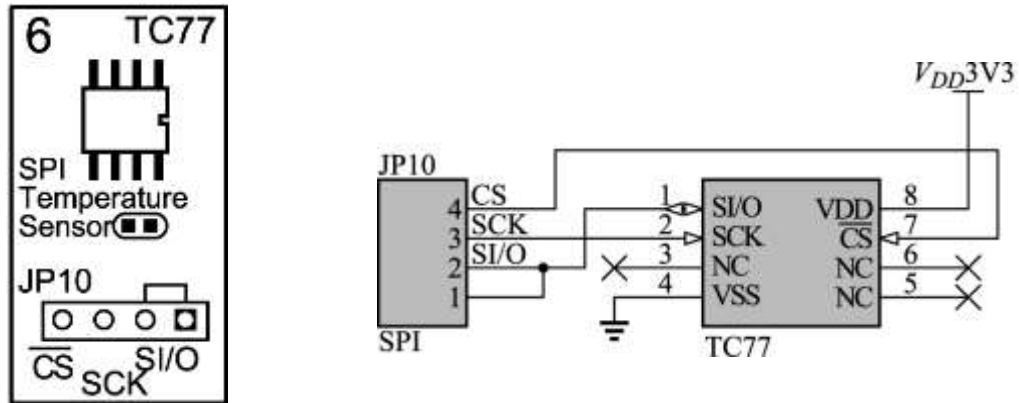 6 TC77
SPI
Temperature
Sensor
JP10
CS SI/O
SCK
VDD3V3
JP10
4 CS
3 SCK
2 SI/O
1
SPI
1 SI/O
2 SCK
3 NC
4 VSS
VDD 8
CS 7
NC 6
NC 5
TC77